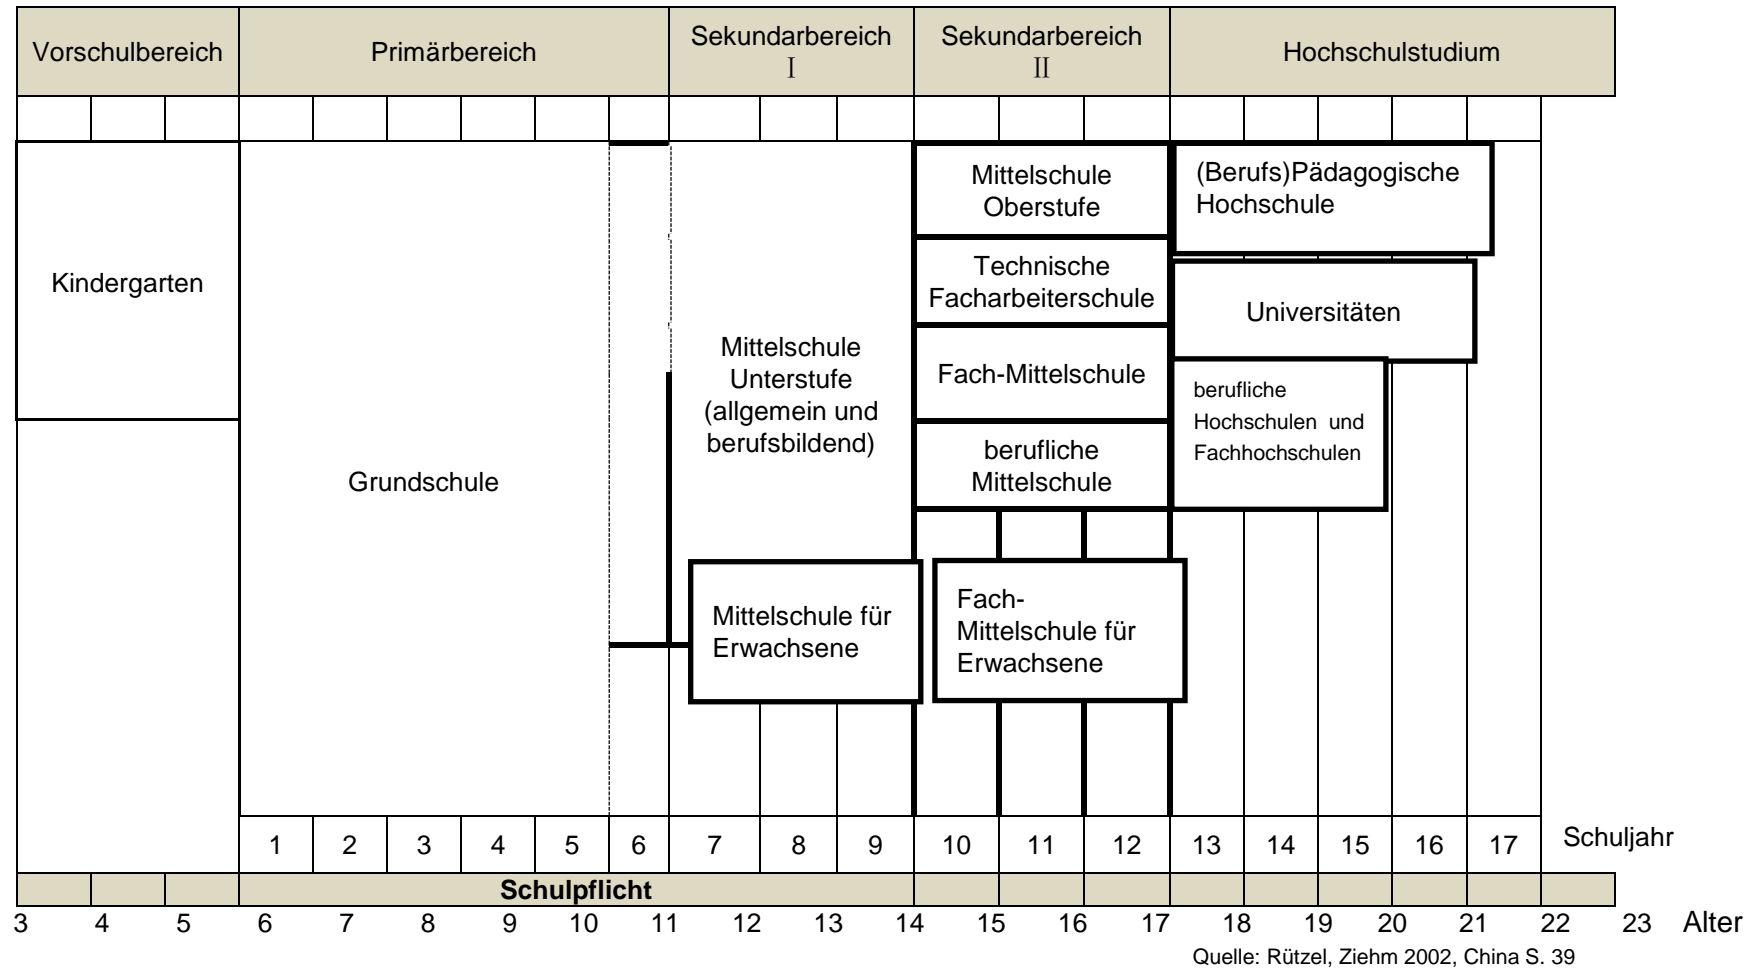 Vorschulbereich
Primärbereich
Sekundarbereich
I
Sekundarbereich
II
Hochschulstudium
Kindergarten
Grundschule
Mittelschule
Unterstufe
(allgemein und
berufsbildend)
Mittelschule für
Erwachsene
Mittelschule
Oberstufe
Technische
Facharbeiterschule
Fach-Mittelschule
berufliche
Mittelschule
Fach-
Mittelschule für
Erwachsene
(Berufs)Pädagogische
Hochschule
Universitäten
berufliche
Hochschulen und
Fachhochschulen
1 2 3 4 5 6 7 8 9 10 11 12 13 14 15 16 17 Schuljahr
Schulpflicht
3 4 5 6 7 8 9 10 11 12 13 14 15 16 17 18 19 20 21 22 23 Alter
Quelle: Rützel, Ziehm 2002, China S. 39